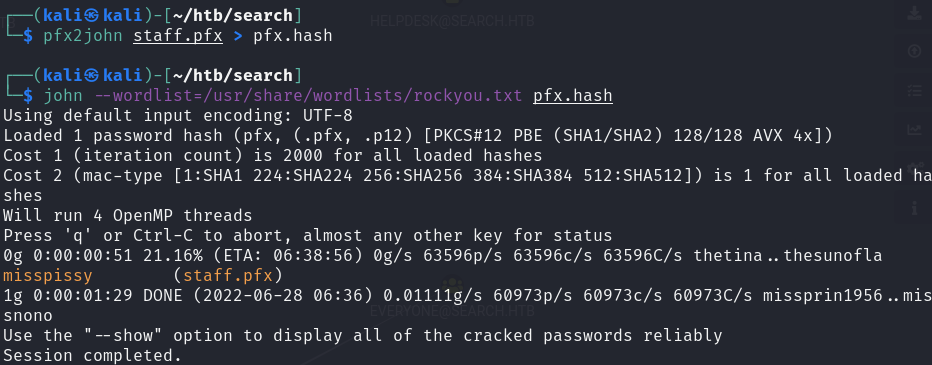 HELPDESK@SEARCH.HTB
┌──(kali㉿kali)-[~/htb/search]
└─$ pfx2john staff.pfx > pfx.hash
┌──(kali㉿kali)-[~/htb/search]
└─$ john --wordlist=/usr/share/wordlists/rockyou.txt pfx.hash
Using default input encoding: UTF-8
Loaded 1 password hash (pfx, (.pfx, .p12) [PKCS#12 PBE (SHA1/SHA2) 128/128 AVX 4x])
Cost 1 (iteration count) is 2000 for all loaded hashes
Cost 2 (mac-type [1:SHA1 224:SHA224 256:SHA256 384:SHA384 512:SHA512]) is 1 for all loaded ha
shes
Will run 4 OpenMP threads
Press 'q' or Ctrl-C to abort, almost any other key for status
0g 0:00:00:51 21.16% (ETA: 06:38:56) 0g/s 63596p/s 63596c/s 63596C/s thetina..thesunofla
misspissy        (staff.pfx)
1g 0:00:01:29 DONE (2022-06-28 06:36) 0.01111g/s 60973p/s 60973c/s 60973C/s missprin1956..mis
snono
EVERYONE@SEARCH.HTB
Use the "--show" option to display all of the cracked passwords reliably
Session completed.